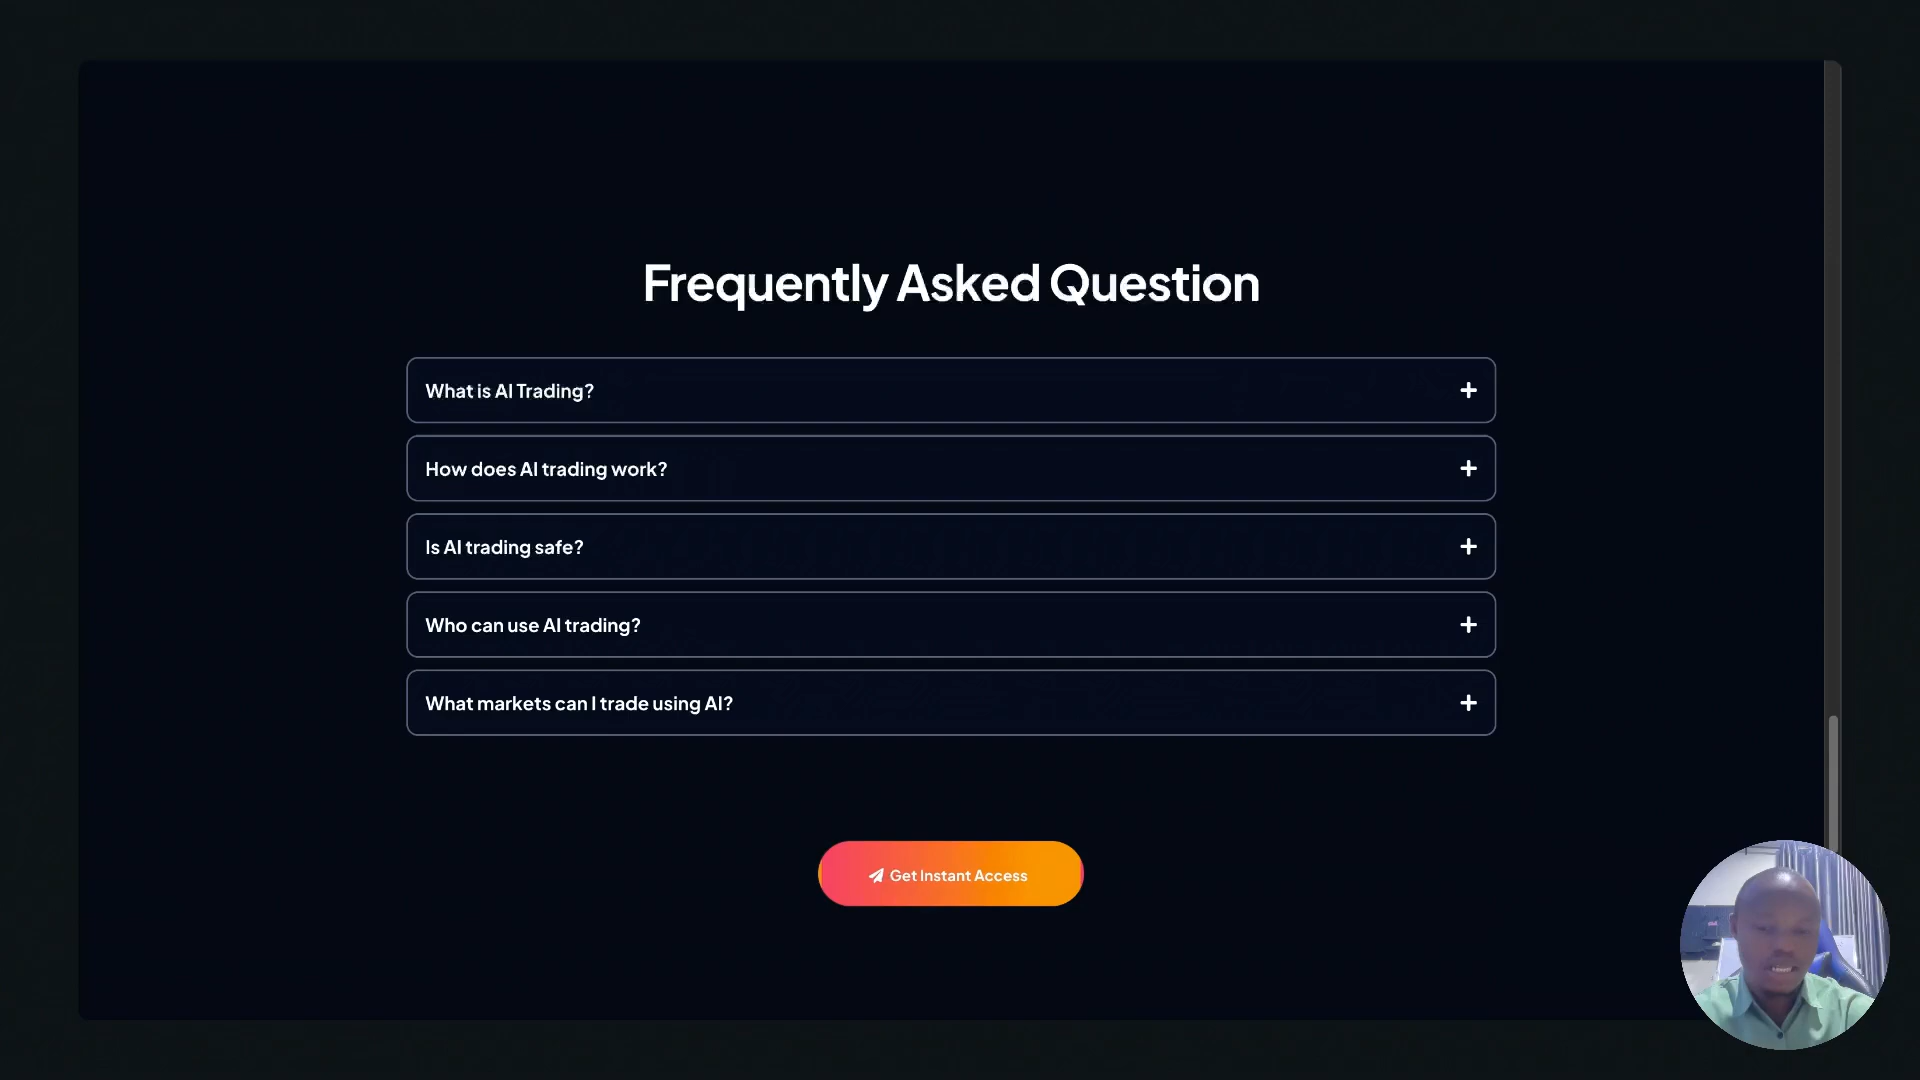 Frequently Asked Question
What is AI Trading?
How does AI trading work?
Is AI trading safe?
Who can use AI trading?
What markets can I trade using AI?
Get Instant Access